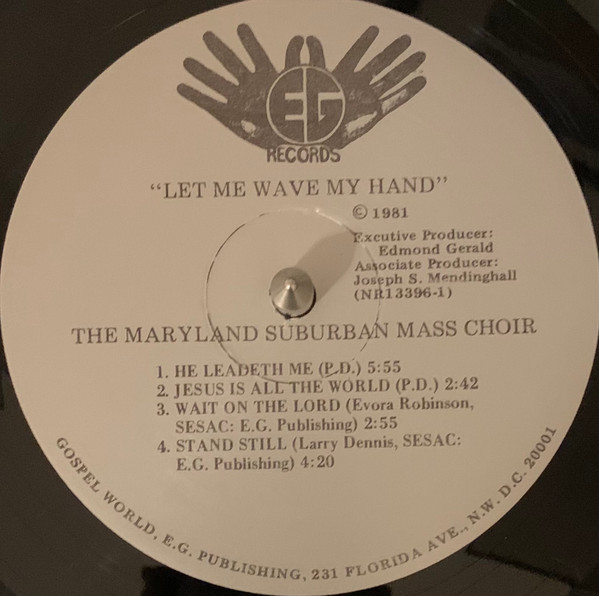 EG
RECORDS
"LET ME WAVE MY HAND"
© 1981
Excutive Producer:
Edmond Gerald
Associate Producer:
Joseph S. Mendinghall
(NR13396-1)
THE MARYLAND SUBURBAN MASS CHOIR
1. HE LEADETH ME (P.D.) 5:55
2. JESUS IS ALL THE WORLD (P.D.) 2:42
3. WAIT ON THE LORD (Evora Robinson,
SESAC: E.G. Publishing) 2:55
4. STAND STILL (Larry Dennis, SESAC:
E.G. Publishing) 4:20
GOSPEL WORLD, E.G. PUBLISHING, 231 FLORIDA AVE., N.W. D.C. 20001